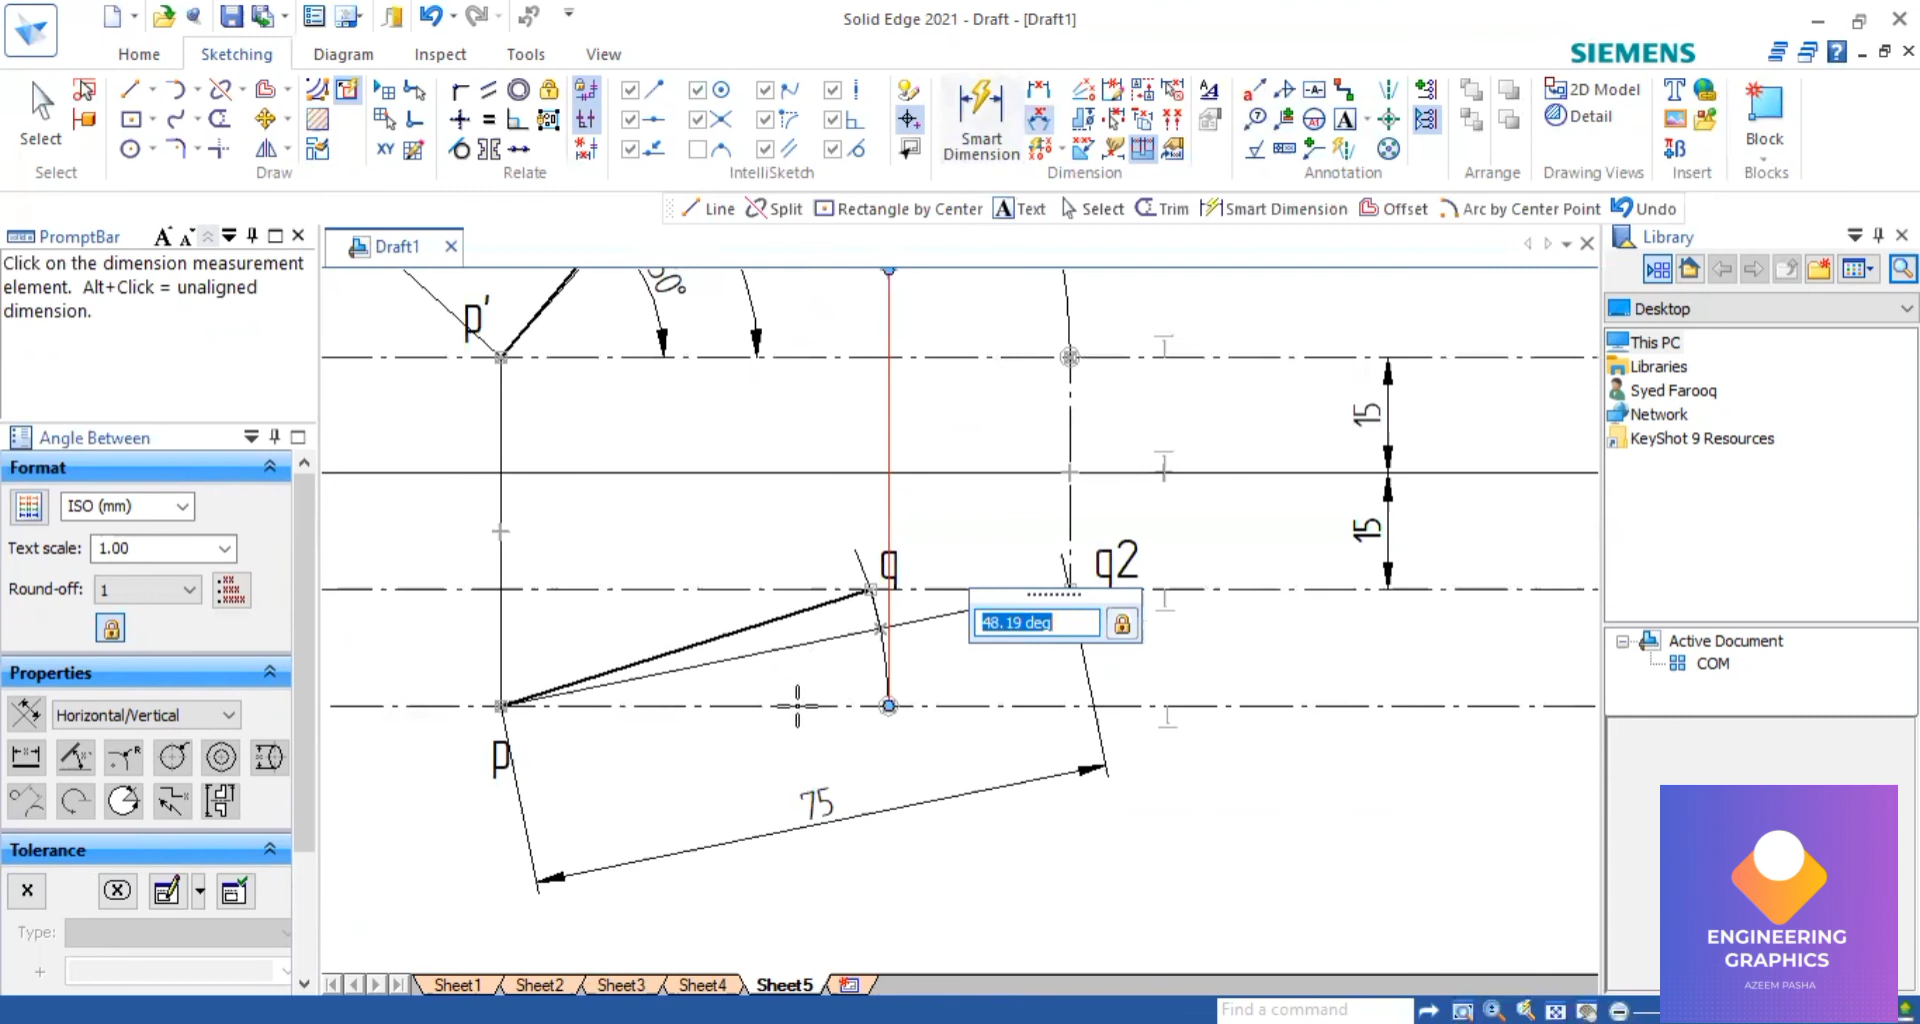 Solid Edge 2021 - Draft - [Draft1]
Home
Sketching
Diagram
Inspect
Tools
View
SIEMENS
Select
Smart
Dimension
2D Model
Detail
Block
Select
Draw
Relate
IntelliSketch
Dimension
Annotation
Arrange
Drawing Views
Insert
Blocks
Line
Split
Rectangle by Center
Text
Select
Trim
Smart Dimension
Offset
Arc by Center Point
Undo
PromptBar
Click on the dimension measurement
element. Alt+Click = unaligned
dimension.
Draft1
Angle Between
Format
ISO (mm)
Text scale:
1.00
Round-off:
1
Properties
Horizontal/Vertical
Tolerance
Type:
p'
15
15
q
q2
48.19 deg
p
75
Library
Desktop
This PC
Libraries
Syed Farooq
Network
KeyShot 9 Resources
Active Document
COM
ENGINEERING
GRAPHICS
AZEEM PASHA
Sheet1
Sheet2
Sheet3
Sheet4
Sheet5
Find a command